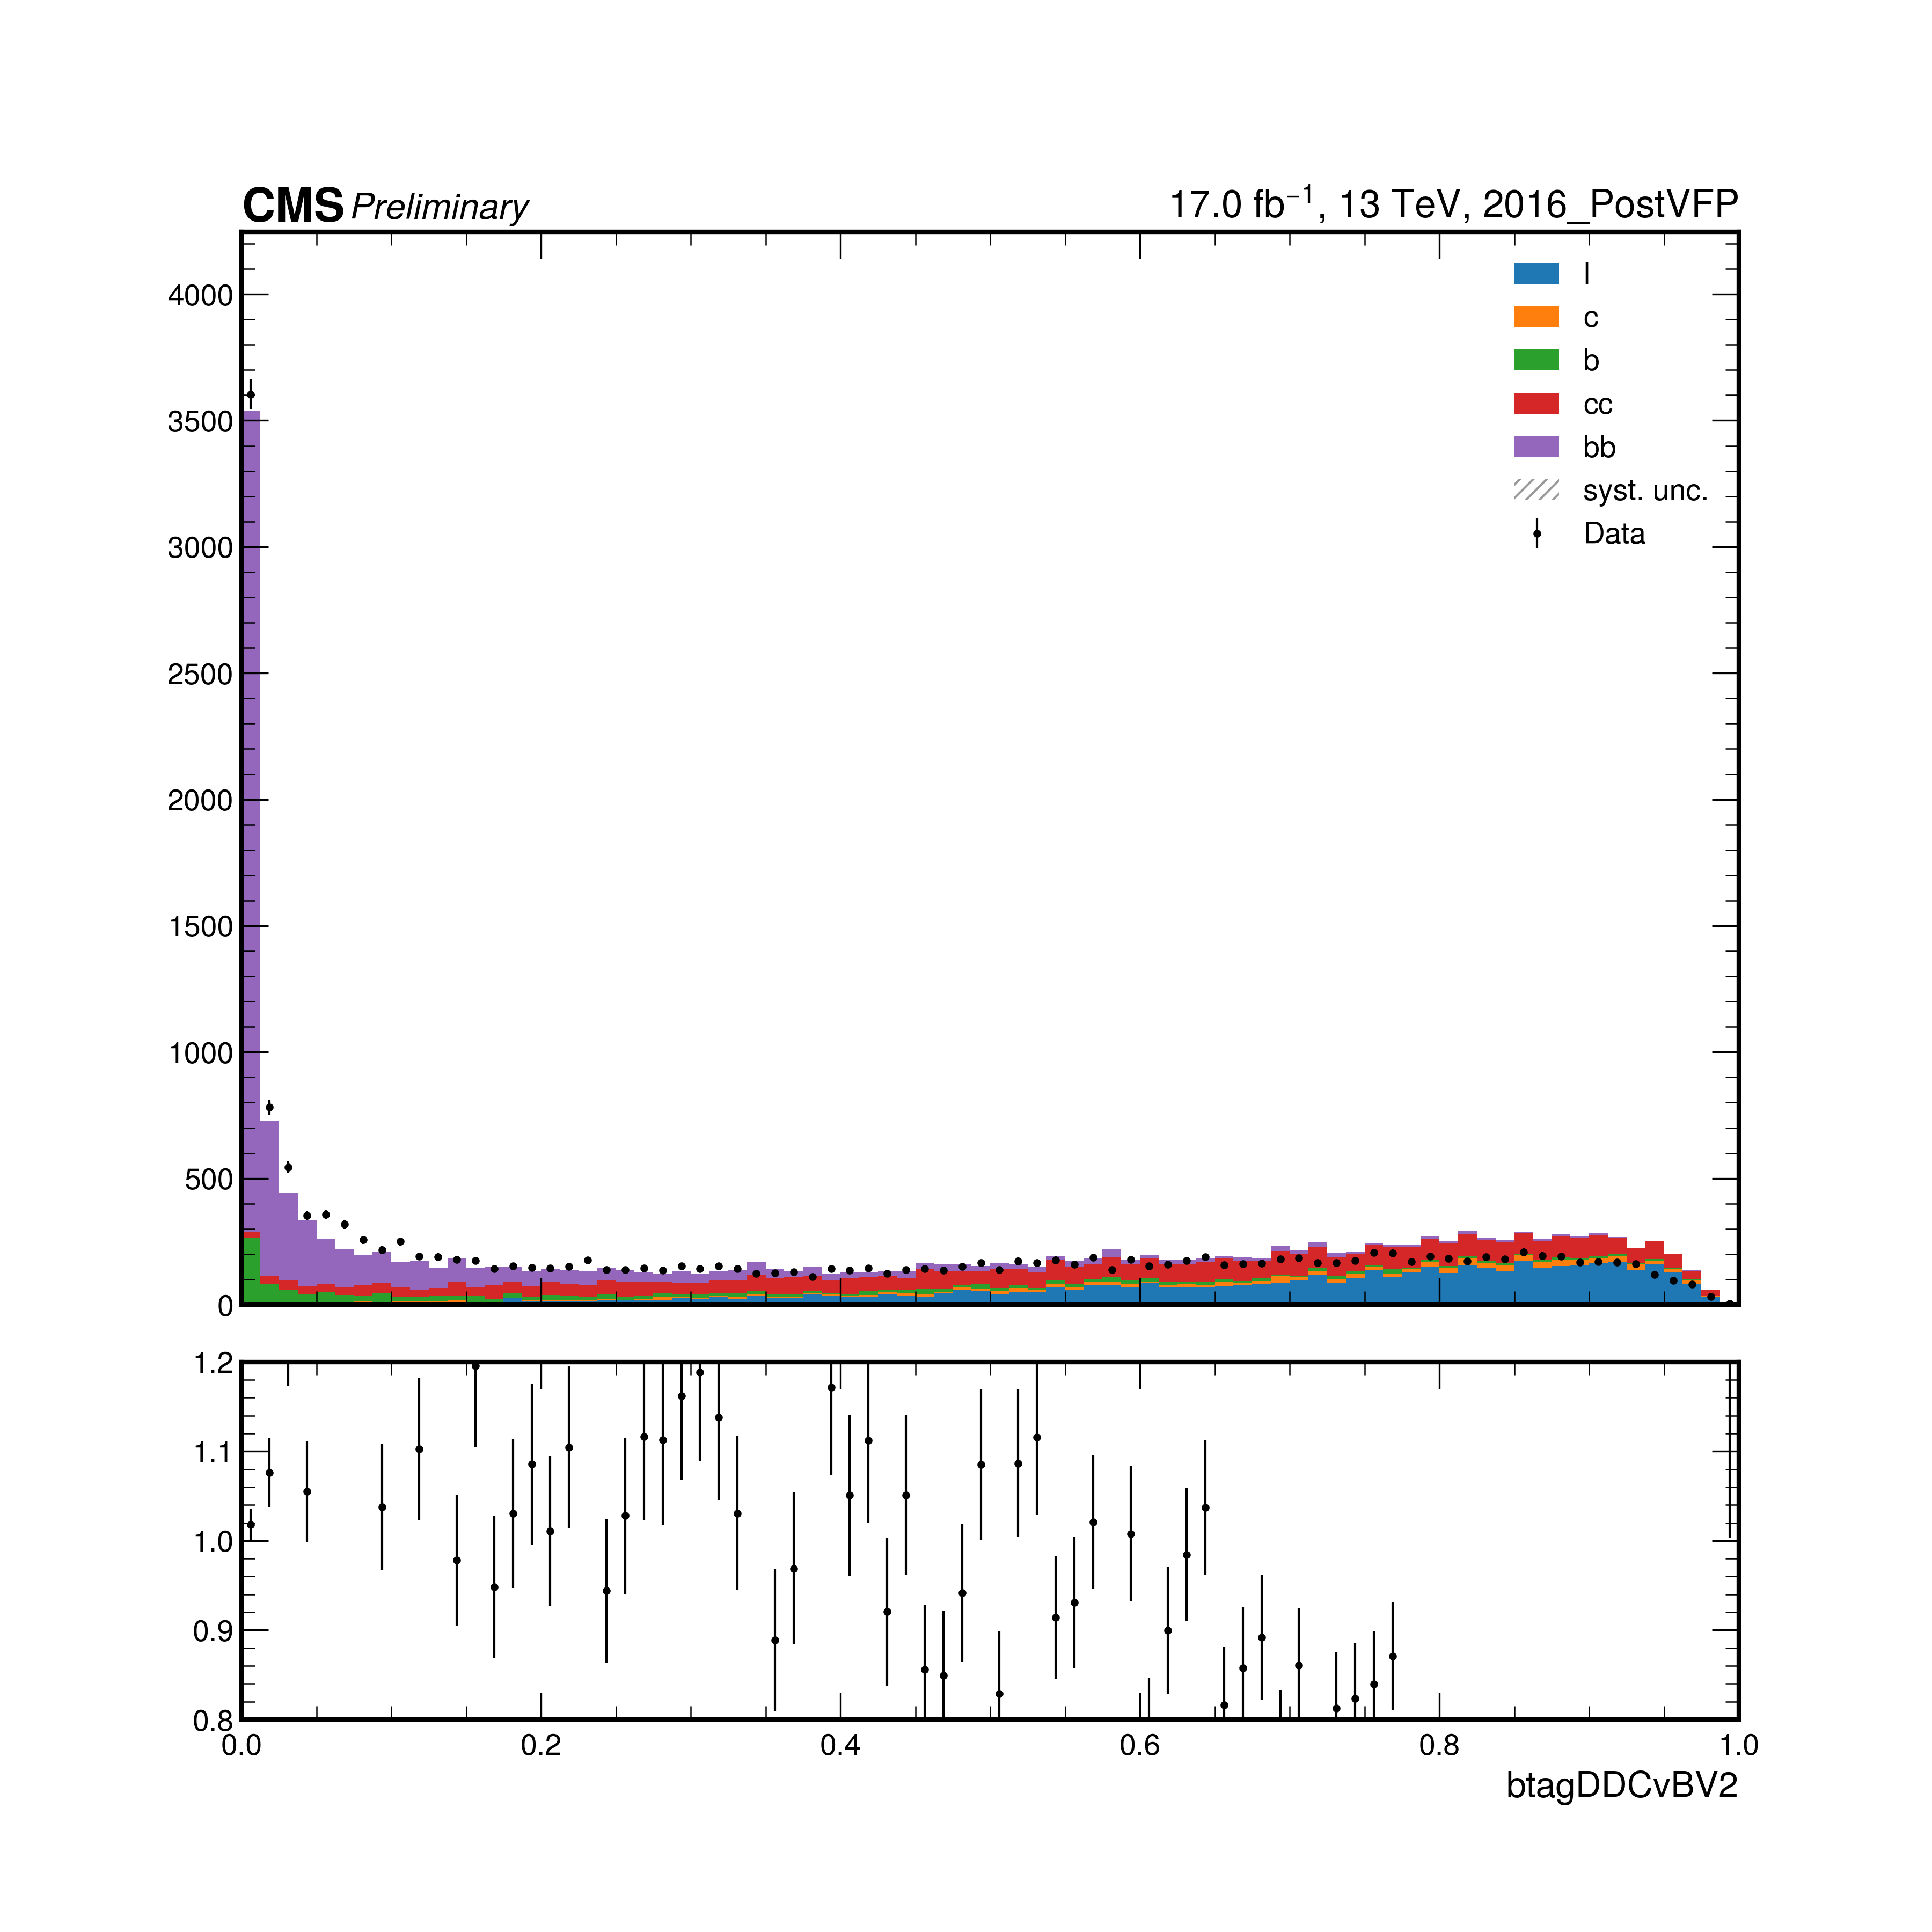 CMS Preliminary 17.0 fb⁻¹, 13 TeV, 2016_PostVFP
4000
3500
3000
2500
2000
1500
1000
500
0
l
c
b
cc
bb
syst. unc.
Data
1.2
1.1
1.0
0.9
0.8
0.0 0.2 0.4 0.6 0.8 1.0
btagDDCvBV2